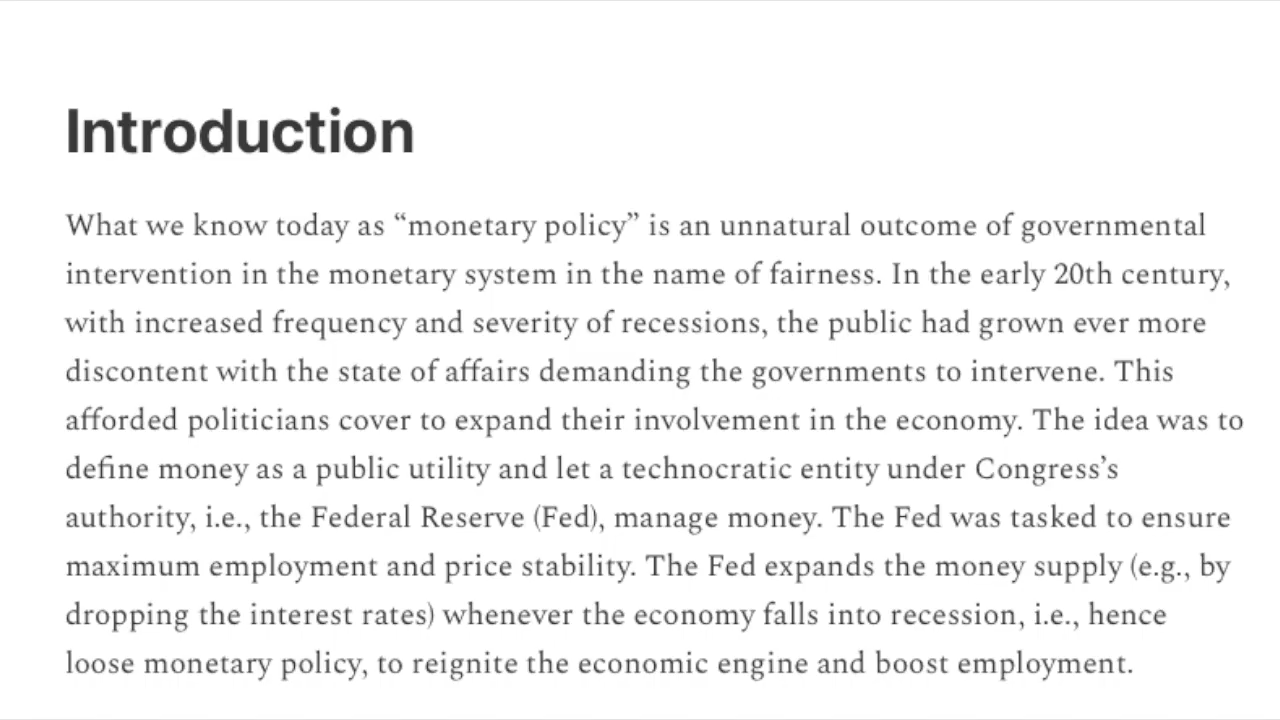 Introduction
What we know today as “monetary policy” is an unnatural outcome of governmental
intervention in the monetary system in the name of fairness. In the early 20th century,
with increased frequency and severity of recessions, the public had grown ever more
discontent with the state of affairs demanding the governments to intervene. This
afforded politicians cover to expand their involvement in the economy. The idea was to
define money as a public utility and let a technocratic entity under Congress’s
authority, i.e., the Federal Reserve (Fed), manage money. The Fed was tasked to ensure
maximum employment and price stability. The Fed expands the money supply (e.g., by
dropping the interest rates) whenever the economy falls into recession, i.e., hence
loose monetary policy, to reignite the economic engine and boost employment.